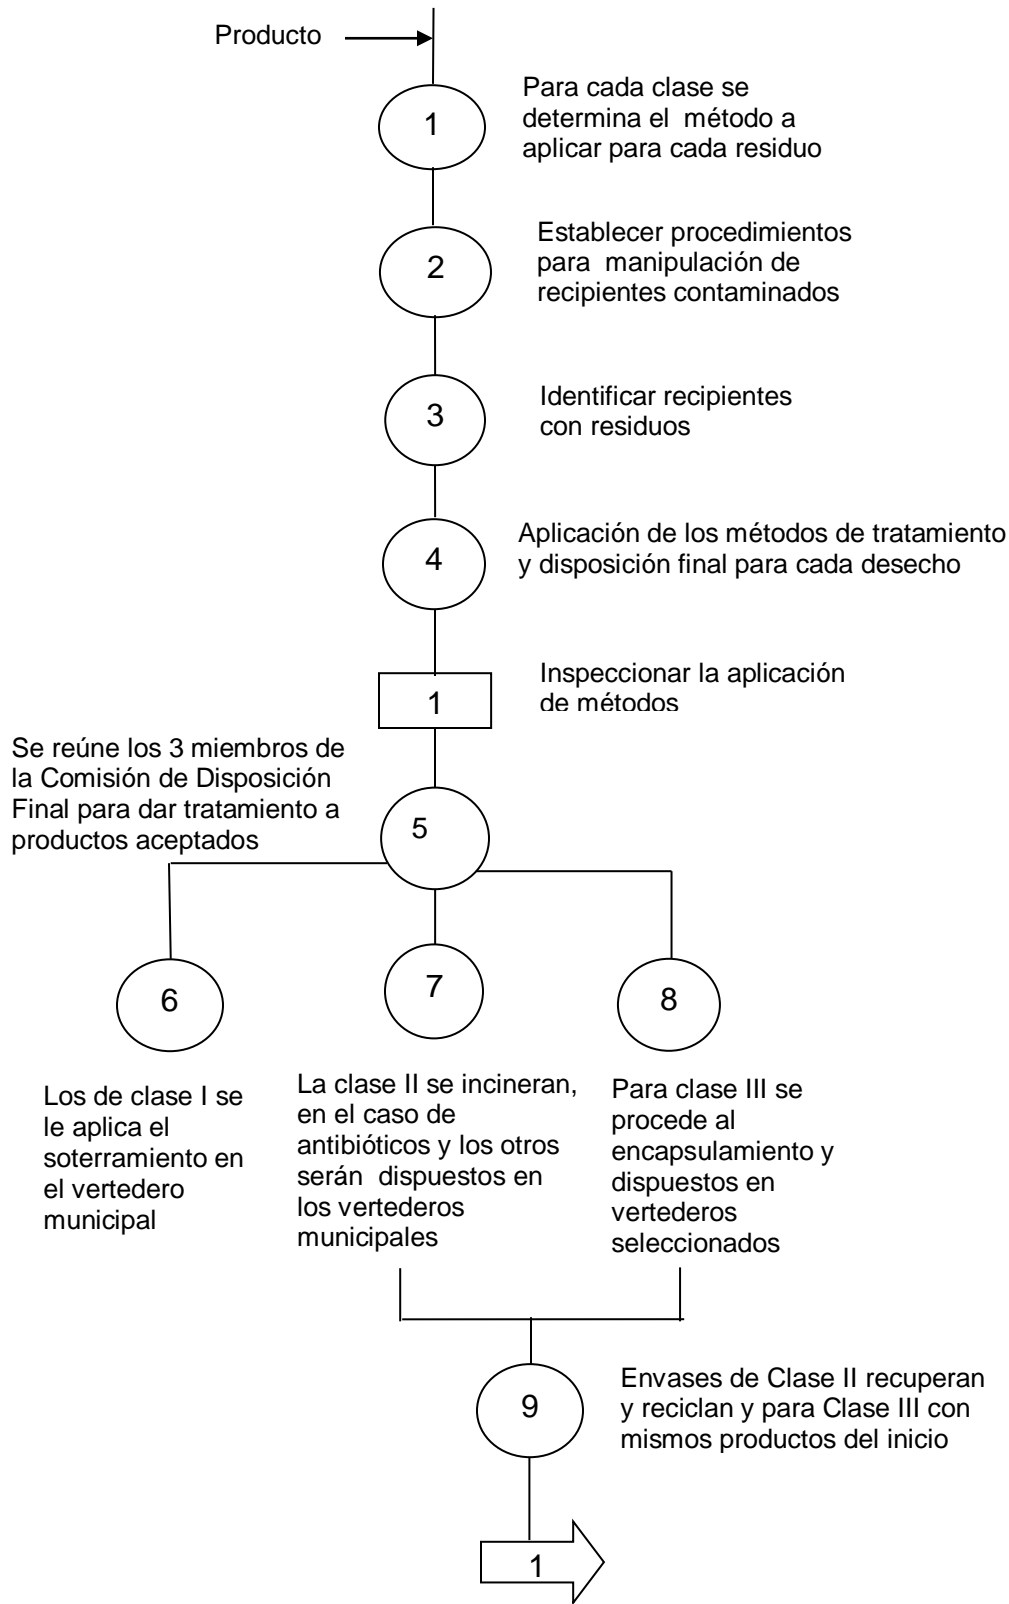 Producto
1
Para cada clase se
determina el método a
aplicar para cada residuo
2
Establecer procedimientos
para manipulación de
recipientes contaminados
3
Identificar recipientes
con residuos
4
Aplicación de los métodos de tratamiento
y disposición final para cada desecho
1
Inspeccionar la aplicación
de métodos
Se reúne los 3 miembros de
la Comisión de Disposición
Final para dar tratamiento a
productos aceptados
5
6
7
8
Los de clase I se
le aplica el
soterramiento en
el vertedero
municipal
La clase II se incineran,
en el caso de
antibióticos y los otros
serán dispuestos en
los vertederos
municipales
Para clase III se
procede al
encapsulamiento y
dispuestos en
vertederos
seleccionados
9
Envases de Clase II recuperan
y reciclan y para Clase III con
mismos productos del inicio
1